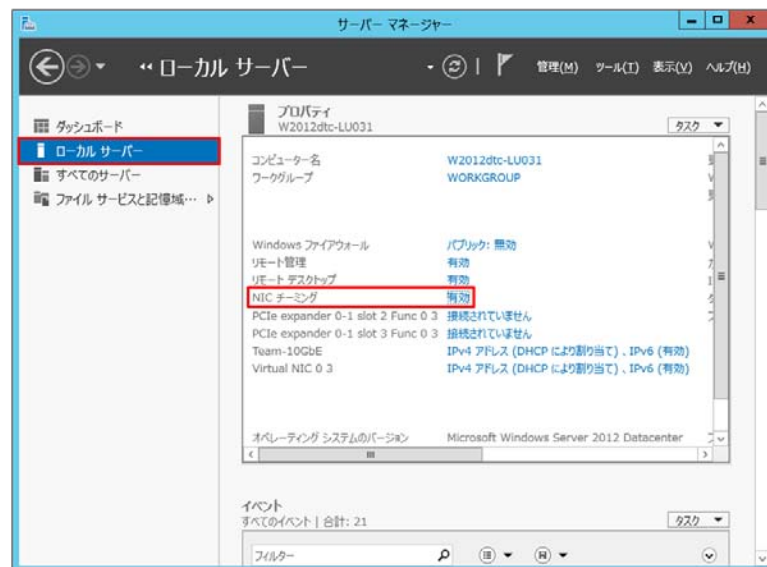 サーバー マネージャー
ローカル サーバー
管理(M) ツール(T) 表示(V) ヘルプ(H)
ダッシュボード
ローカル サーバー
すべてのサーバー
ファイル サービスと記憶域…
プロパティ
W2012dtc-LU031
タスク
コンピューター名 W2012dtc-LU031
ワークグループ WORKGROUP
Windows ファイアウォール パブリック: 無効
リモート管理 有効
リモート デスクトップ 有効
NIC チーミング 有効
PCIe expander 0-1 slot 2 Func 0 3 接続されていません
PCIe expander 0-1 slot 3 Func 0 3 接続されていません
Team-10GbE IPv4 アドレス (DHCP により割り当て)、IPv6 (有効)
Virtual NIC 0 3 IPv4 アドレス (DHCP により割り当て)、IPv6 (有効)
オペレーティング システムのバージョン Microsoft Windows Server 2012 Datacenter
イベント
すべてのイベント | 合計: 21
タスク
フィルター